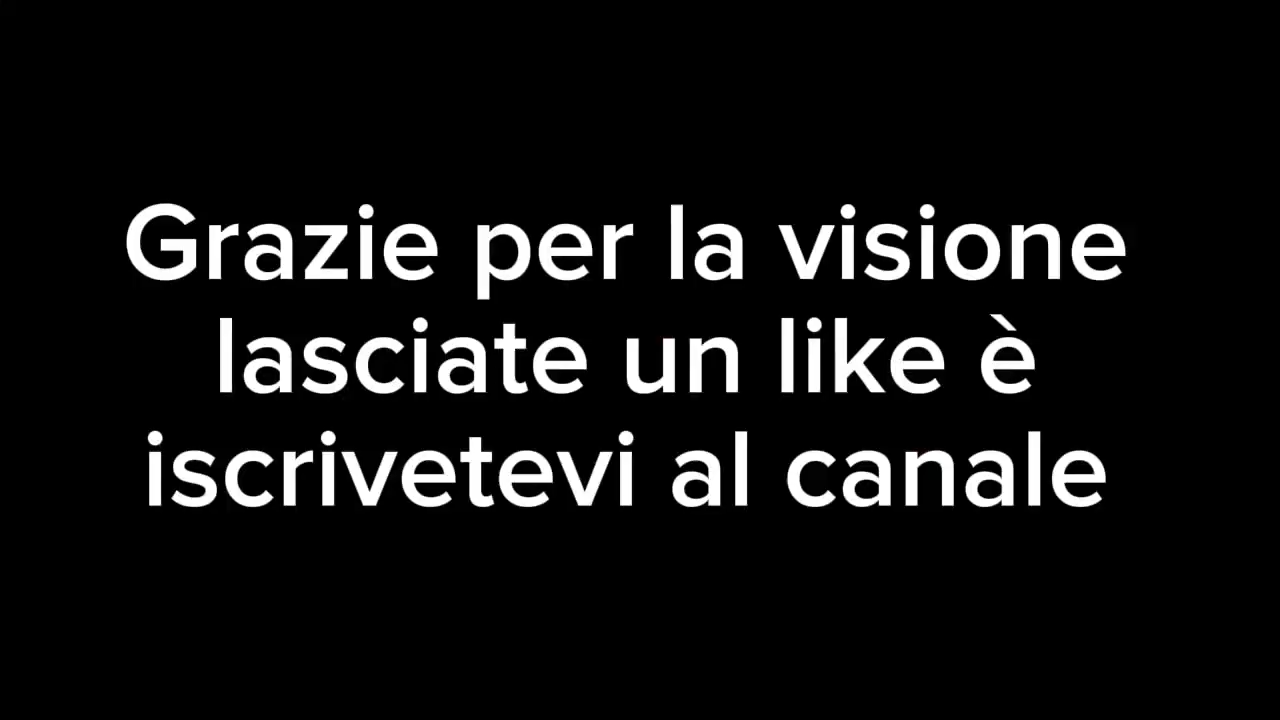 Grazie per la visione
lasciate un like è
iscrivetevi al canale